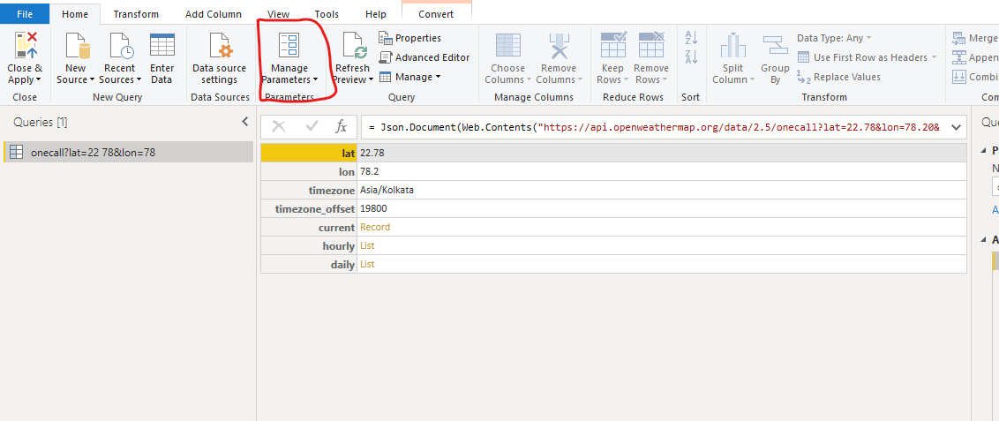 File Home Transform Add Column View Tools Help Convert
Close & Apply
New Source
Recent Sources
Enter Data
Data source settings
Manage Parameters
Refresh Preview
Properties
Advanced Editor
Manage
Choose Columns
Remove Columns
Keep Rows
Remove Rows
Split Column
Group By
Data Type: Any
Use First Row as Headers
Replace Values
Merge
Appen
Combi
Close New Query Data Sources Parameters Query Manage Columns Reduce Rows Sort Transform Com
Queries [1]
onecall?lat=22 78&lon=78
fx
= Json.Document(Web.Contents("https://api.openweathermap.org/data/2.5/onecall?lat=22.78&lon=78.20&
lat 22.78
lon 78.2
timezone Asia/Kolkata
timezone_offset 19800
current Record
hourly List
daily List
Que
P
N
A
A